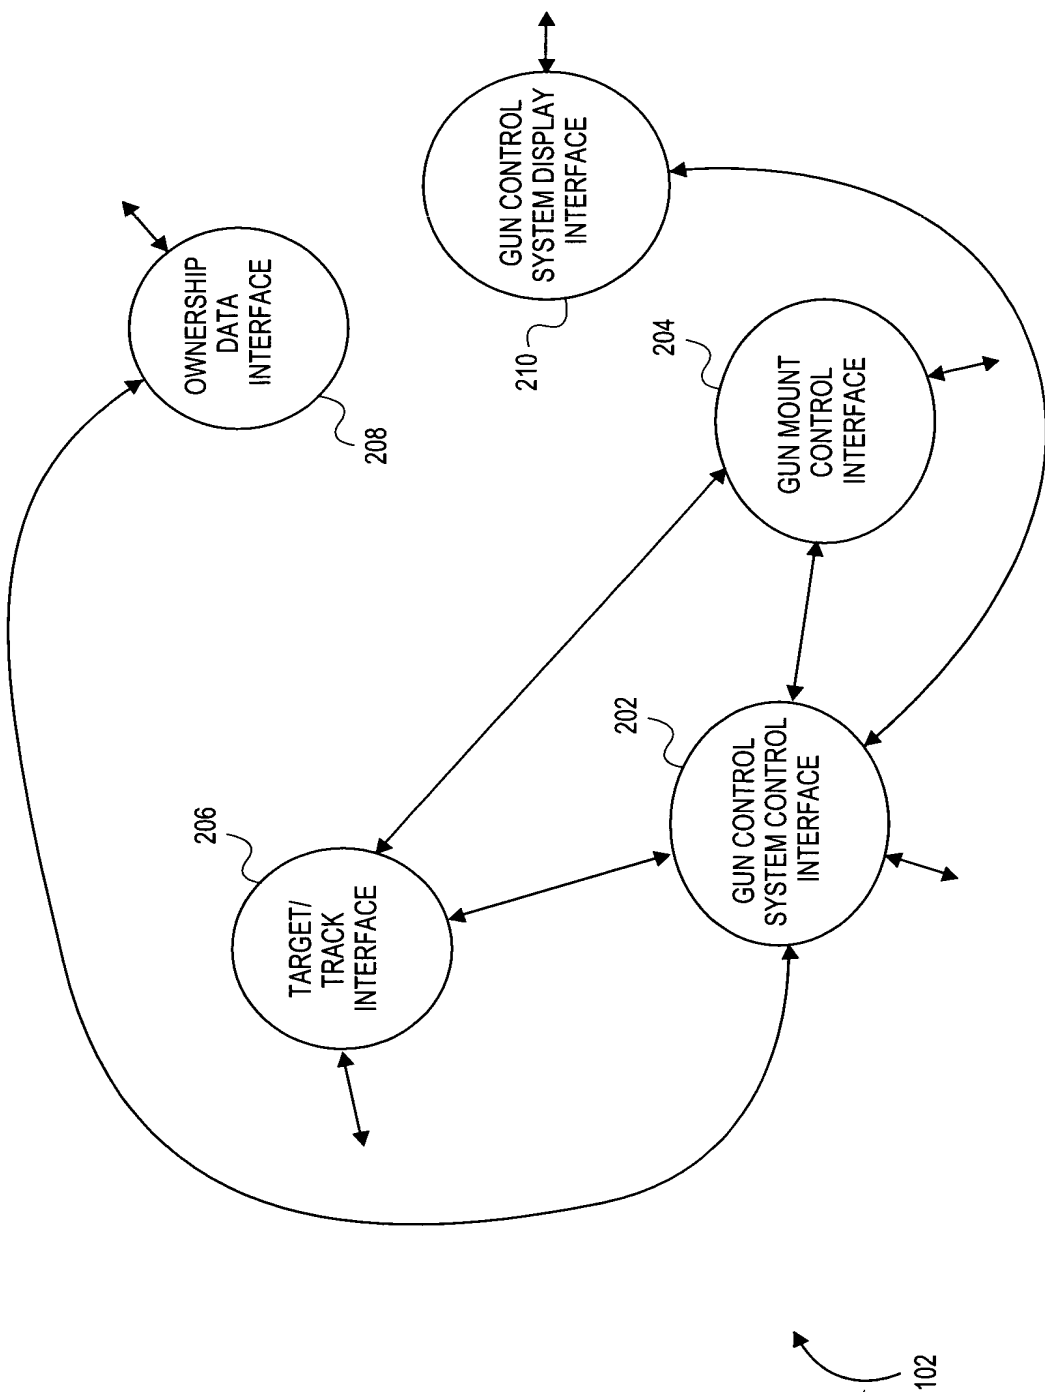 206
TARGET/
TRACK
INTERFACE
OWNERSHIP
DATA
INTERFACE
208
202
GUN CONTROL
SYSTEM CONTROL
INTERFACE
204
GUN MOUNT
CONTROL
INTERFACE
210
GUN CONTROL
SYSTEM DISPLAY
INTERFACE
102